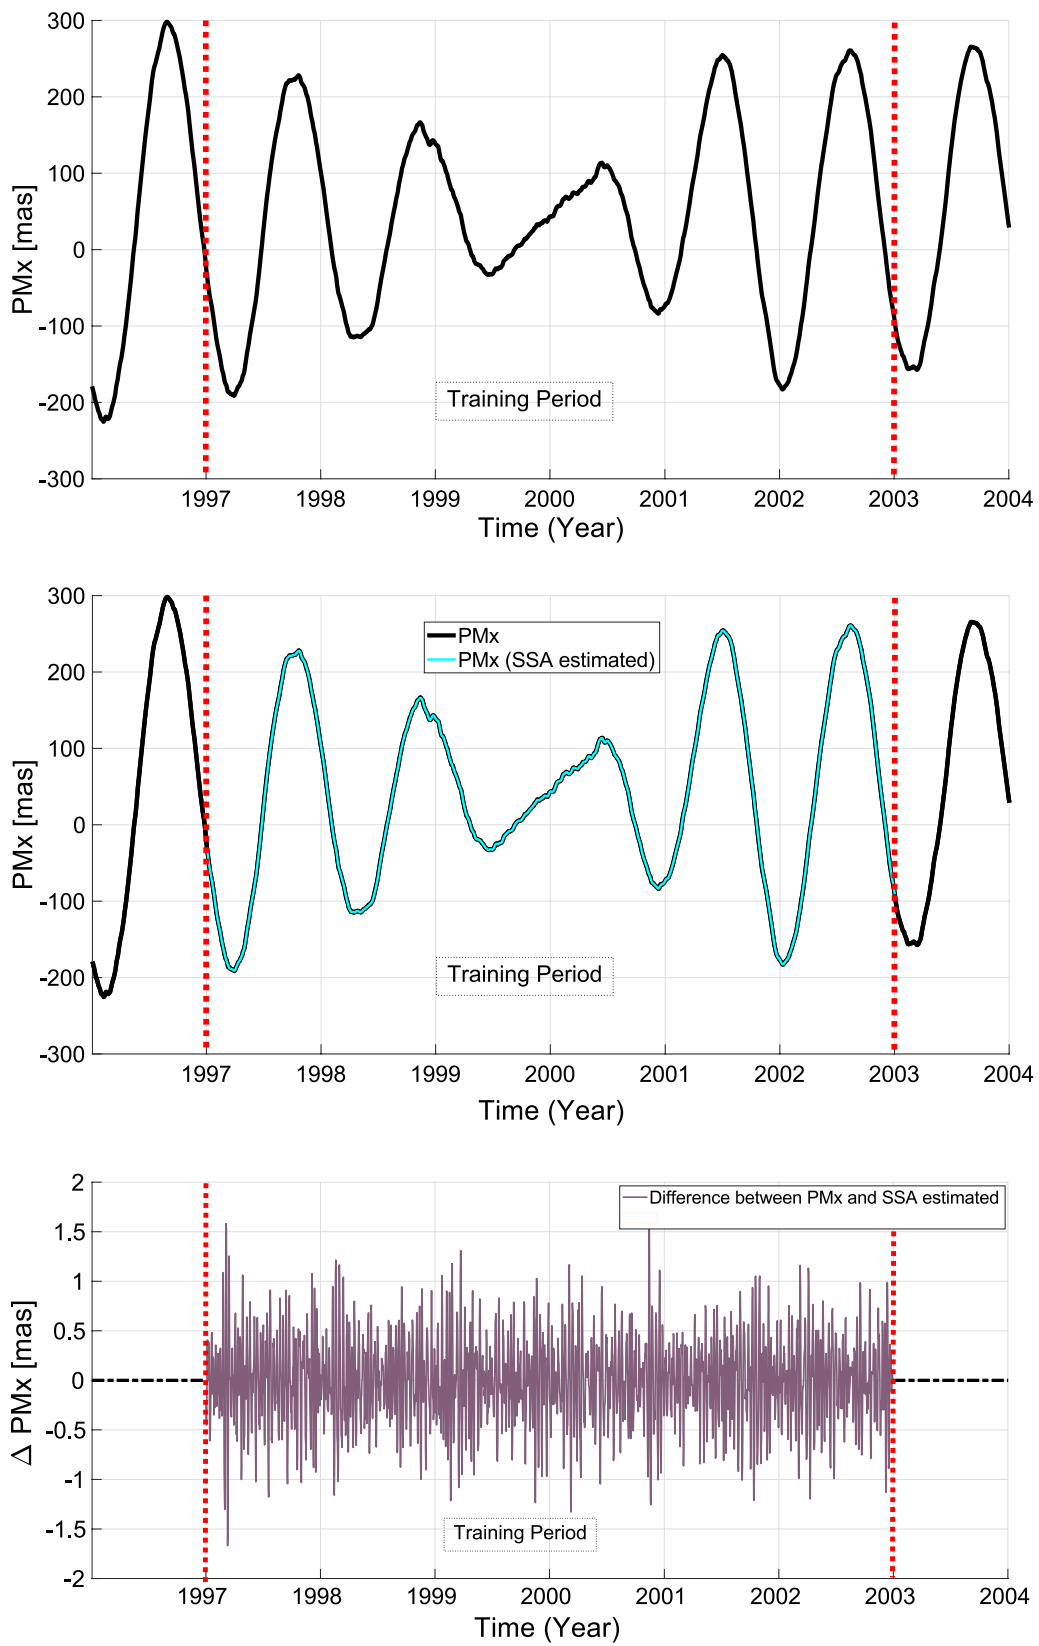 300
200
100
0
-100
-200
-300
PMx [mas]
Training Period
1997 1998 1999 2000 2001 2002 2003 2004
Time (Year)
300
200
100
0
-100
-200
-300
PMx [mas]
PMx
PMx (SSA estimated)
Training Period
1997 1998 1999 2000 2001 2002 2003 2004
Time (Year)
2
1.5
1
0.5
0
-0.5
-1
-1.5
-2
Δ PMx [mas]
Difference between PMx and SSA estimated
Training Period
1997 1998 1999 2000 2001 2002 2003 2004
Time (Year)